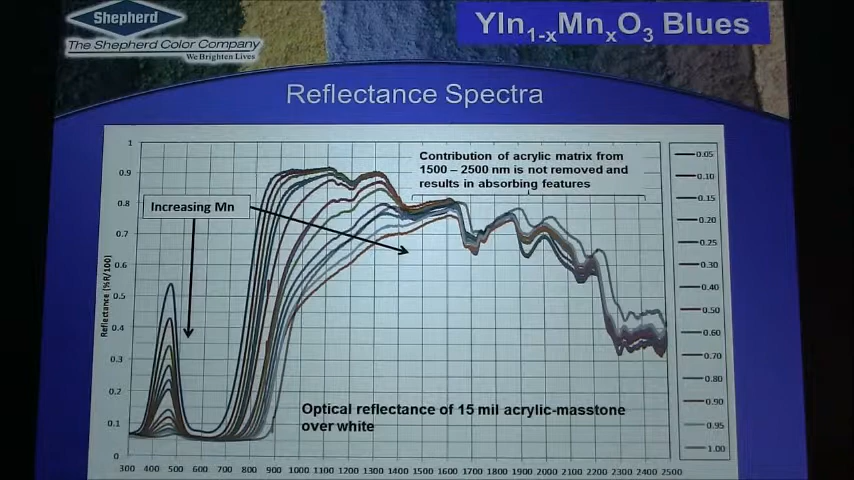 Shepherd
The Shepherd Color Company
We Brighten Lives
YIn1-xMnxO3 Blues
Reflectance Spectra
Contribution of acrylic matrix from
1500 – 2500 nm is not removed and
results in absorbing features
Increasing Mn
Reflectance (%R/100)
1
0.9
0.8
0.7
0.6
0.5
0.4
0.3
0.2
0.1
0
Optical reflectance of 15 mil acrylic-masstone
over white
300 400 500 600 700 800 900 1000 1100 1200 1300 1400 1500 1600 1700 1800 1900 2000 2100 2200 2300 2400 2500
0.05
0.10
0.15
0.20
0.25
0.30
0.40
0.50
0.60
0.70
0.80
0.90
0.95
1.00